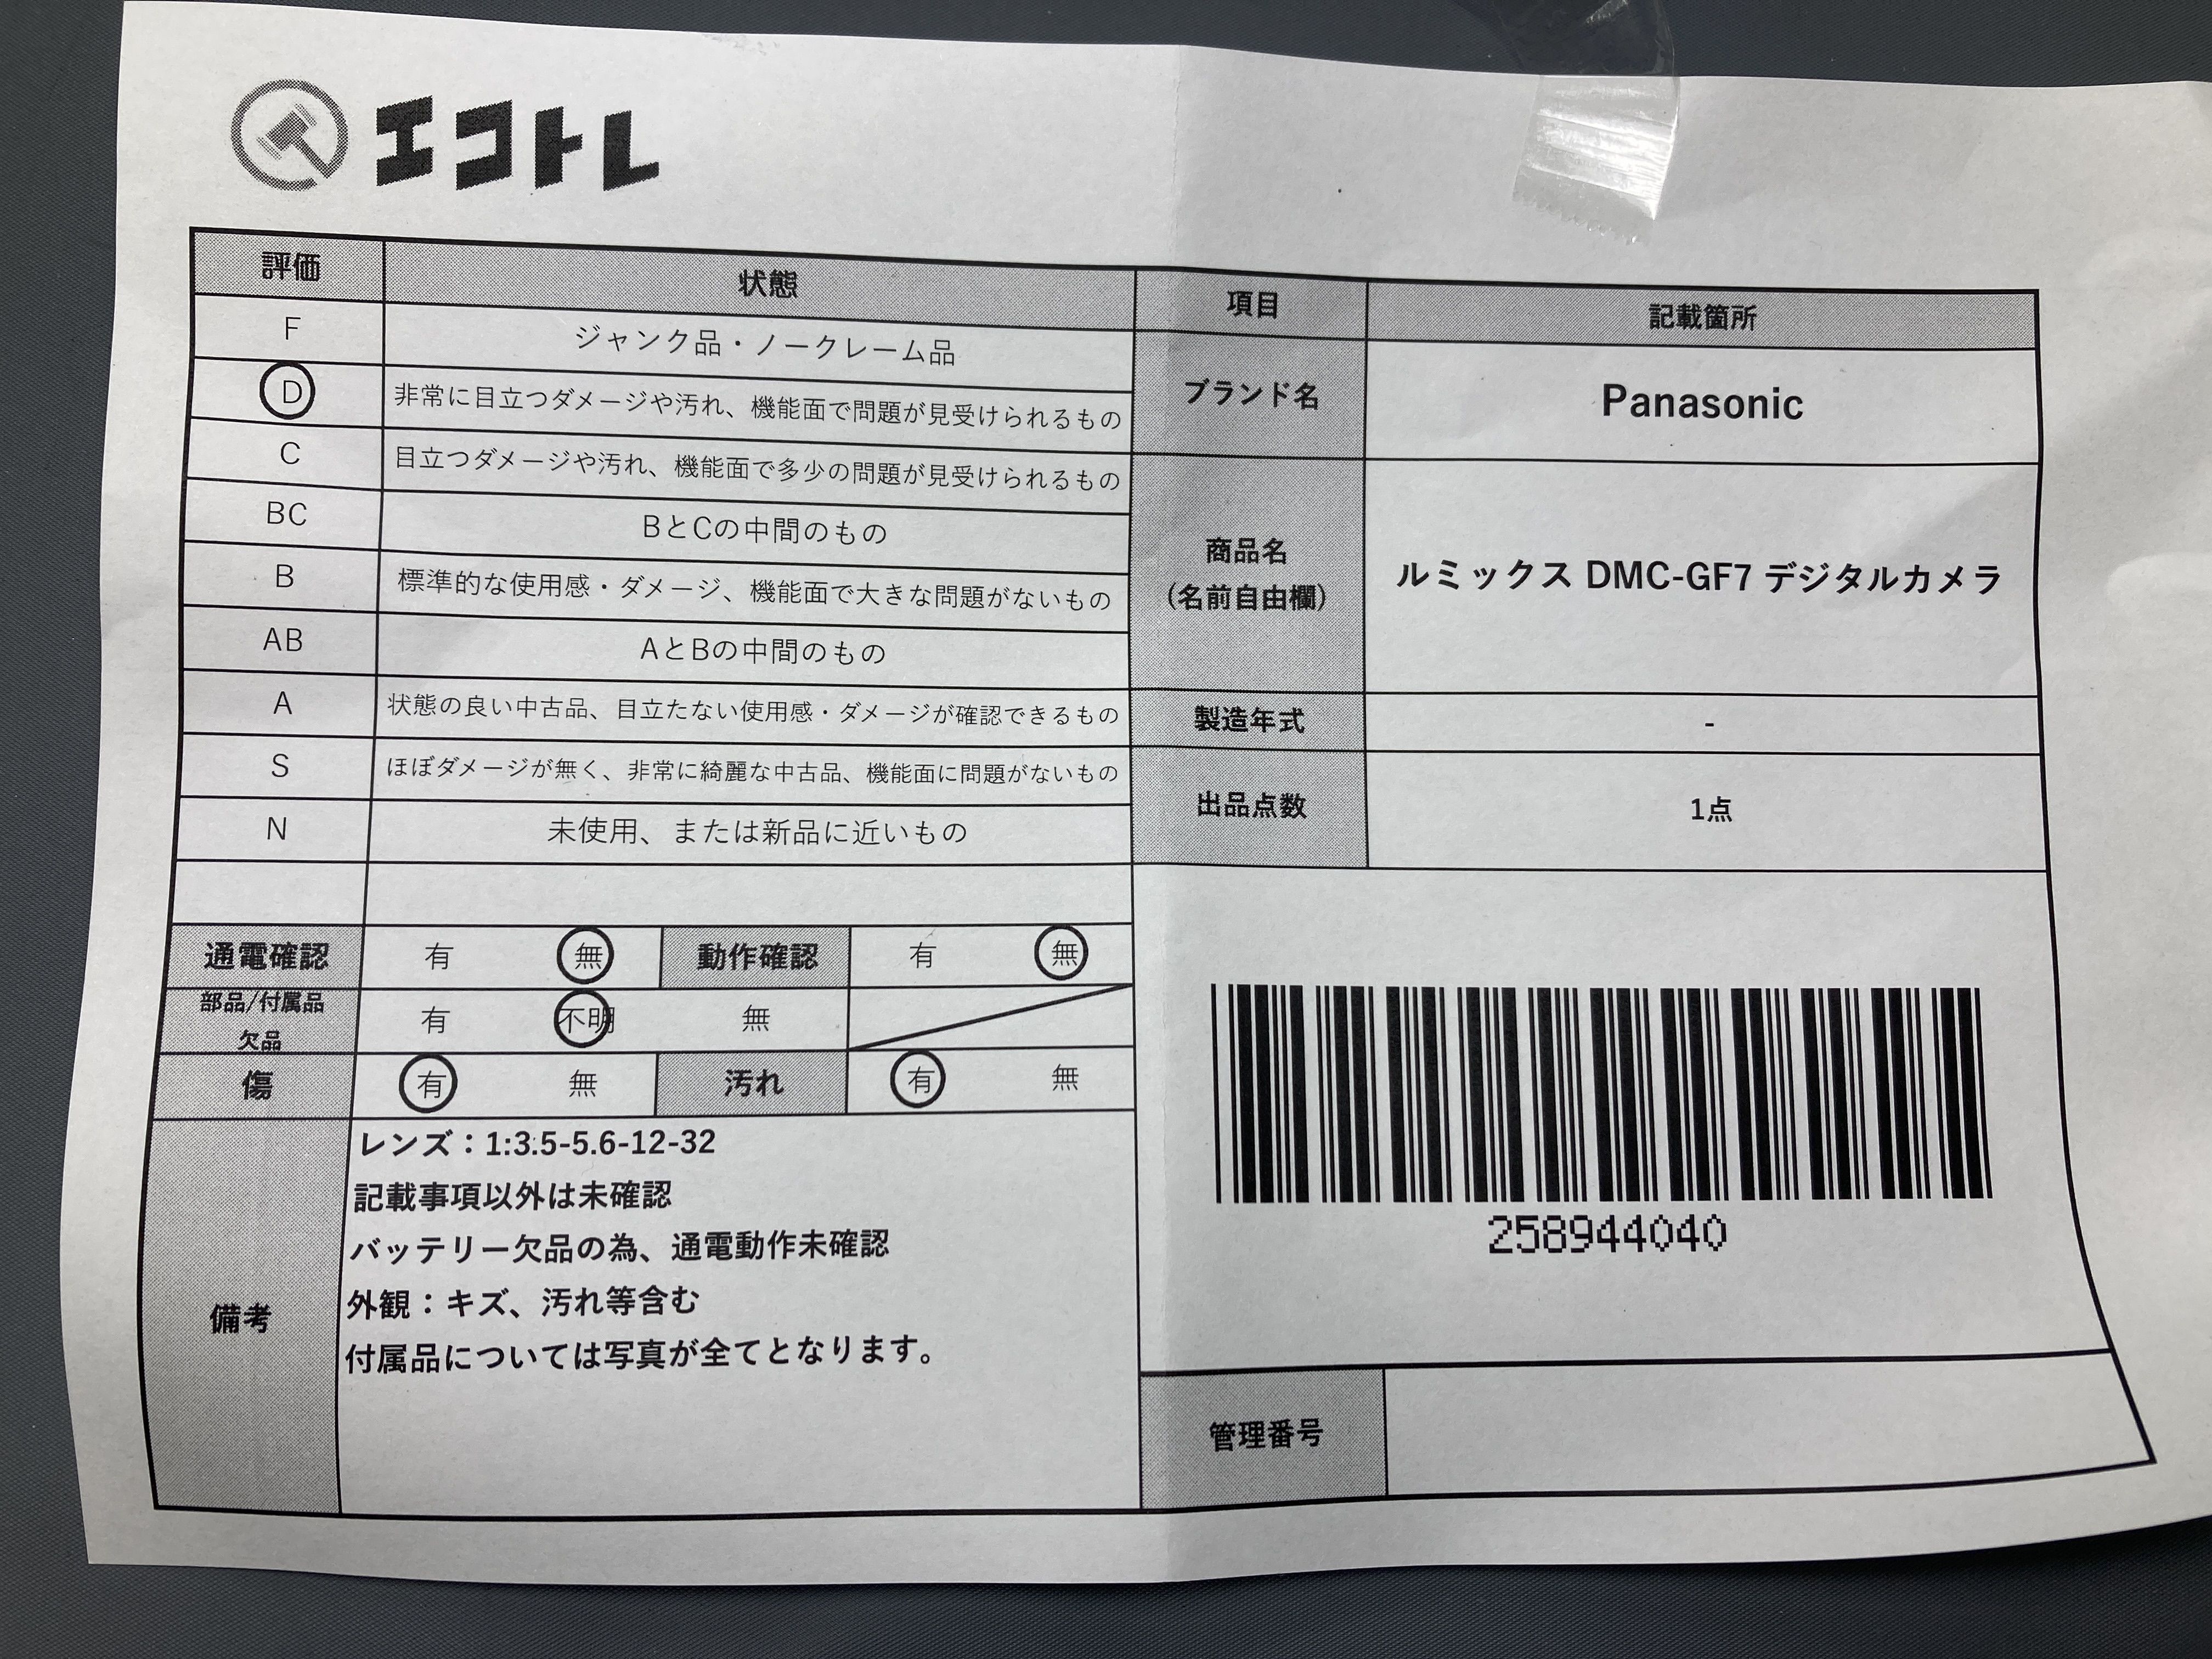 エコトレ
評価 状態
F ジャンク品・ノークレーム品
D 非常に目立つダメージや汚れ、機能面で問題が見受けられるもの
C 目立つダメージや汚れ、機能面で多少の問題が見受けられるもの
BC BとCの中間のもの
B 標準的な使用感・ダメージ、機能面で大きな問題がないもの
AB AとBの中間のもの
A 状態の良い中古品、目立たない使用感・ダメージが確認できるもの
S ほぼダメージが無く、非常に綺麗な中古品、機能面に問題がないもの
N 未使用、または新品に近いもの
通電確認 有 無 動作確認 有 無
部品/付属品
欠品 有 不明 無
傷 有 無 汚れ 有 無
備考
レンズ：1:3.5-5.6-12-32
記載事項以外は未確認
バッテリー欠品の為、通電動作未確認
外観：キズ、汚れ等含む
付属品については写真が全てとなります。
項目 記載箇所
ブランド名 Panasonic
商品名
(名前自由欄) ルミックス DMC-GF7 デジタルカメラ
製造年式 -
出品点数 1点
258944040
管理番号